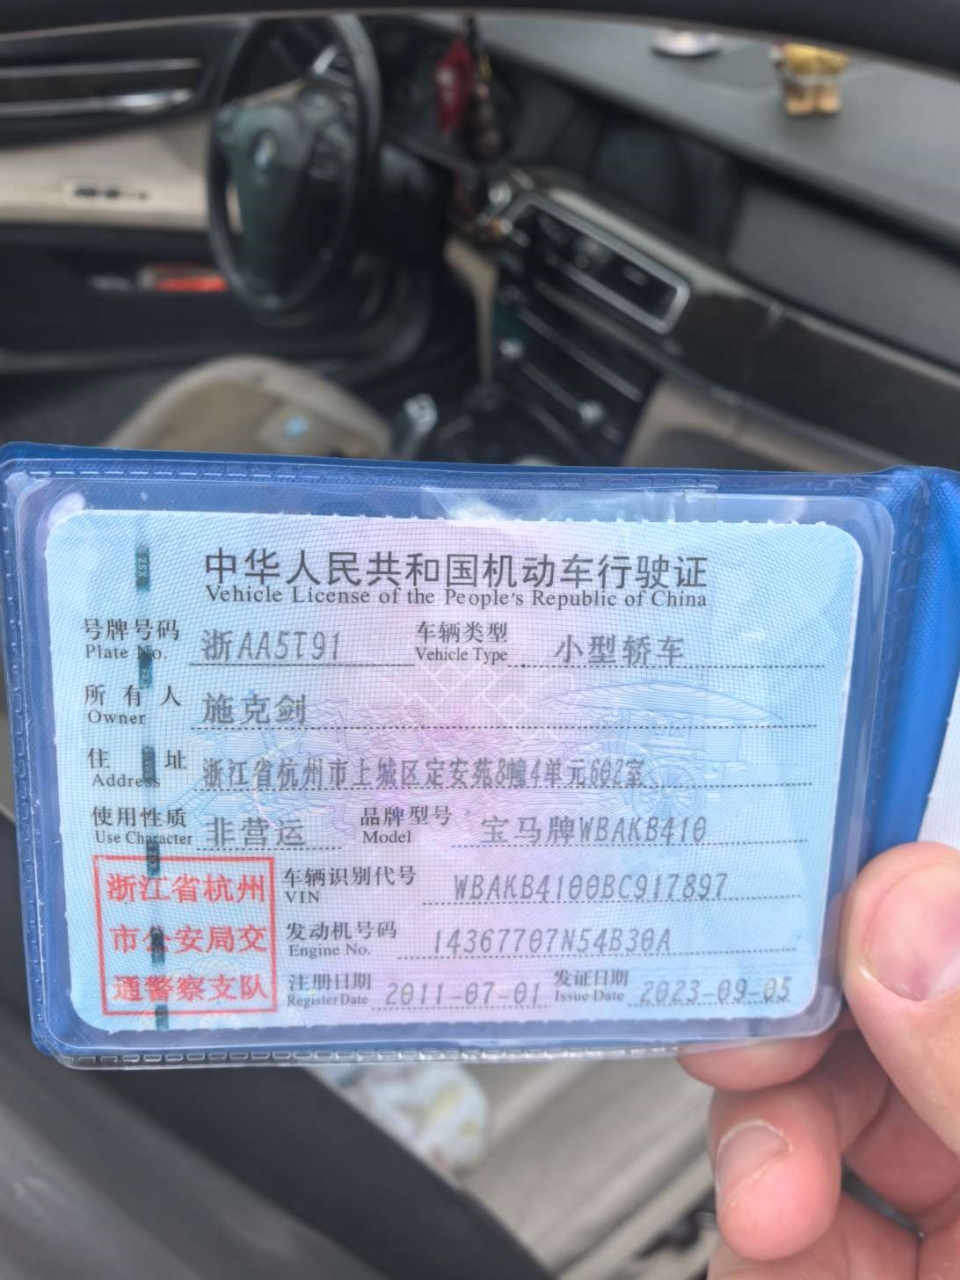 中华人民共和国机动车行驶证
Vehicle License of the People's Republic of China
号牌号码 浙AA5T91 车辆类型 小型轿车
Plate No. Vehicle Type
所有人 施克剑
Owner
住址 浙江省杭州市上城区定安苑8幢4单元602室
Address
使用性质 非营运 品牌型号 宝马牌WBAKB410
Use Character Model
浙江省杭州
市公安局交
通警察支队
车辆识别代号 WBAKB4100BC917897
VIN
发动机号码 14367707N54B30A
Engine No.
注册日期 2011-07-01 发证日期 2023-09-05
Register Date Issue Date